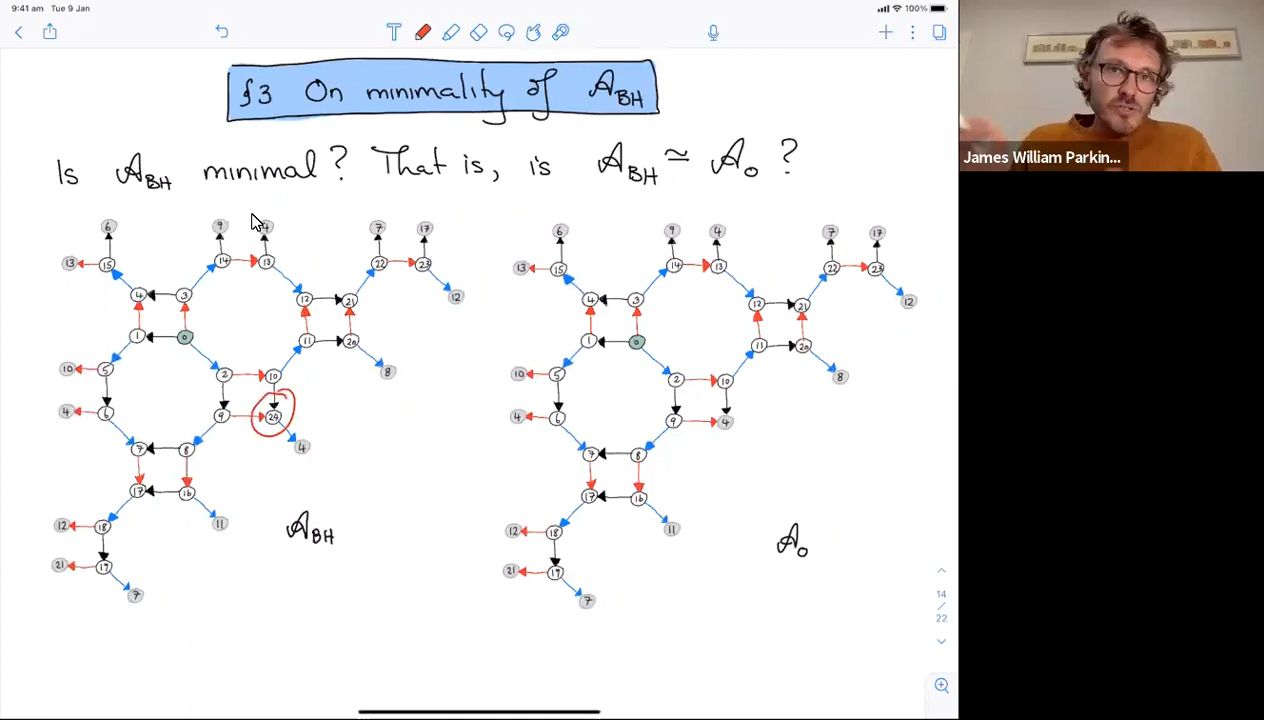 9:41 am Tue 9 Jan
100%
T
§3 On minimality of A_BH
Is A_BH minimal? That is, is A_BH ≃ A_0 ?
6 9 4 7 17
13 15 14 13 22 23
4 3 12 21 12
1 0 11 20
10 5 2 10 8
4 6 9 24
7 8 4
17 16
12 18 11
21 19
7
A_BH
6 9 4 7 17
13 15 14 13 22 23
4 3 12 21 12
1 0 11 20
10 5 2 10 8
4 6 9 4
7 8
17 16
12 18 11
21 19
7
A_0
14
/
22
James William Parkin...